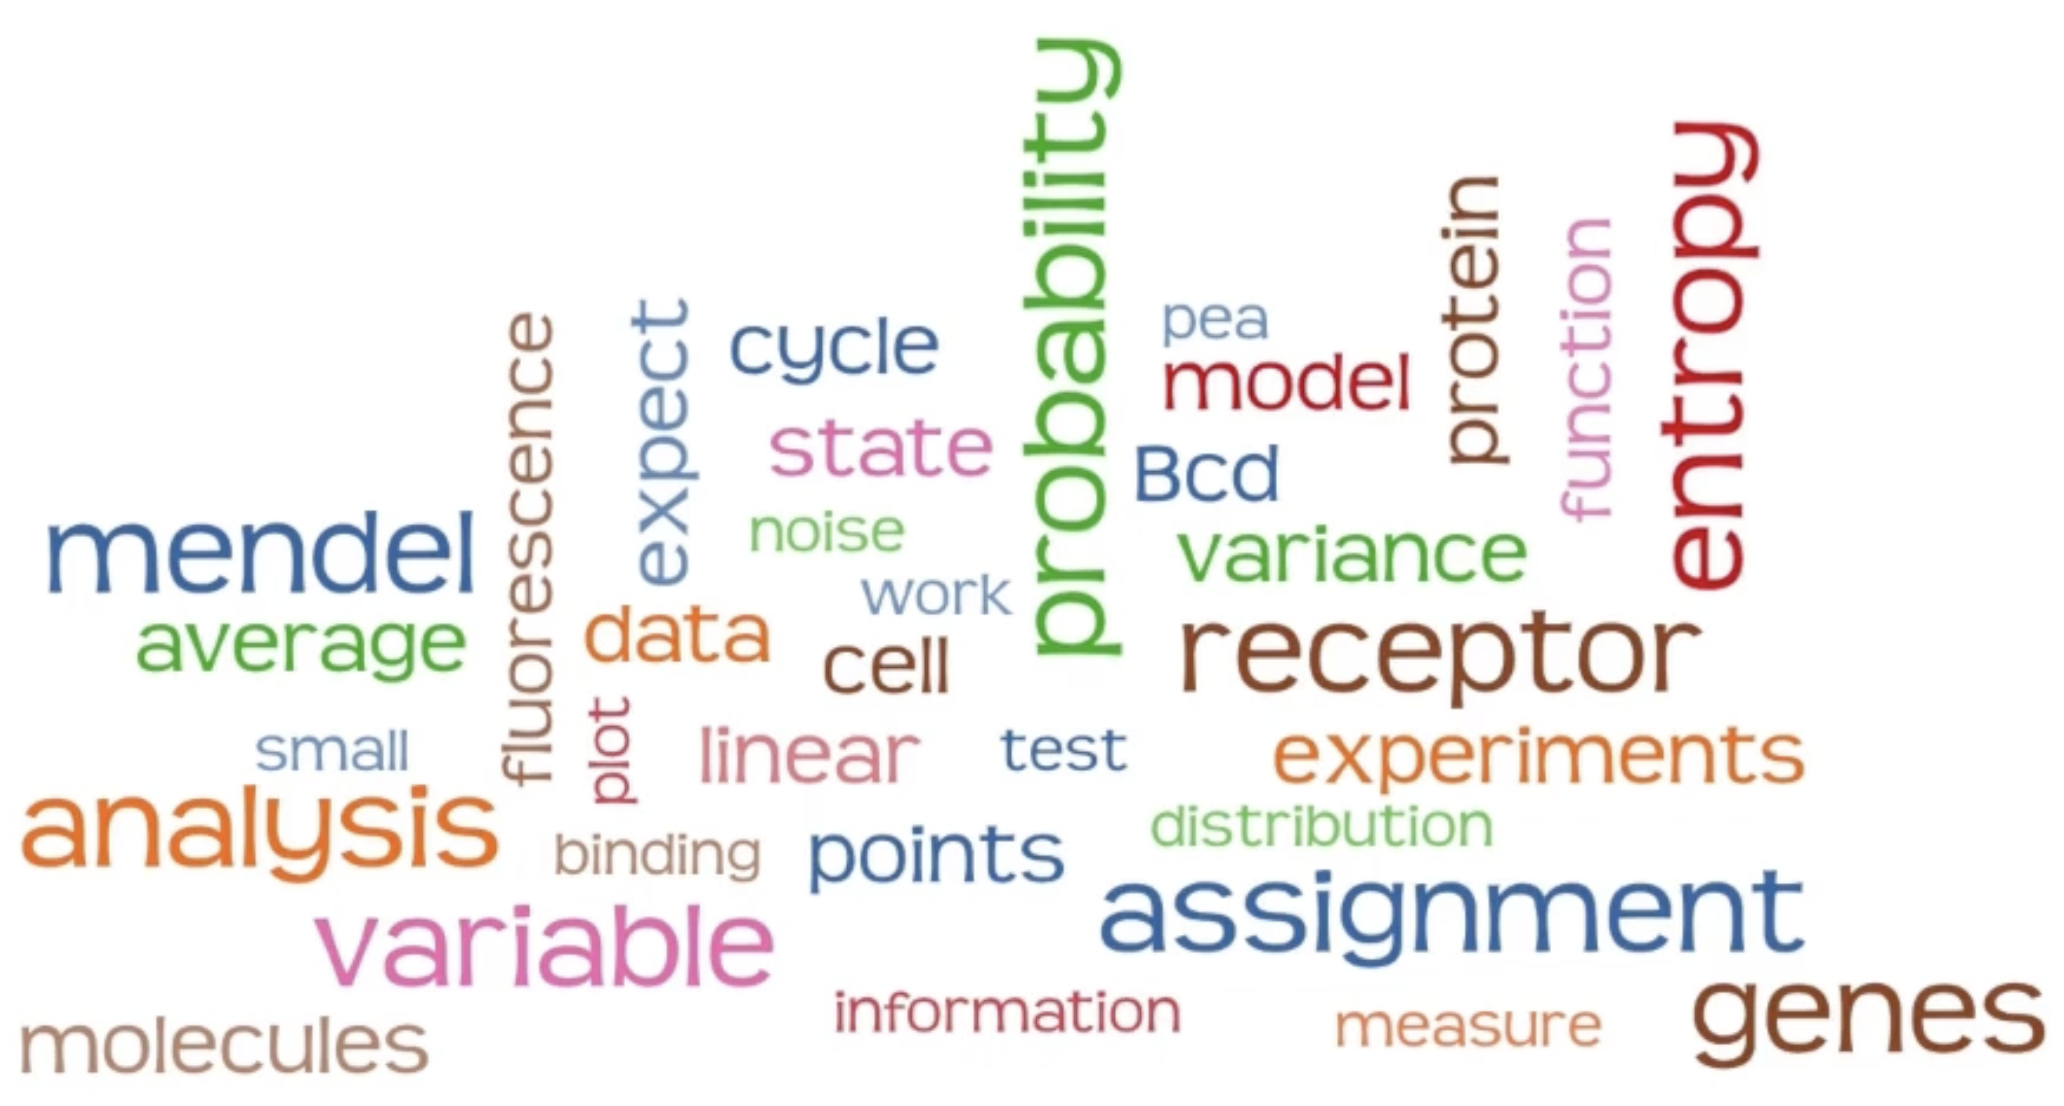 probability
entropy
protein
function
pea
cycle
expect
fluorescence
model
state
Bcd
mendel
noise
variance
work
average
data
cell
receptor
small
plot
linear
test
experiments
analysis
binding
points
distribution
variable
assignment
molecules
information
measure
genes